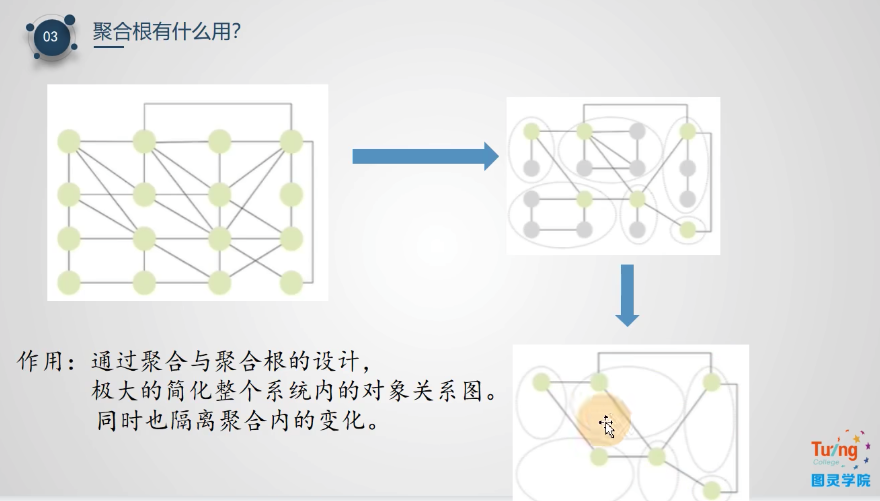 03
聚合根有什么用?
作用：通过聚合与聚合根的设计，
极大的简化整个系统内的对象关系图。
同时也隔离聚合内的变化。
Turing
College
图灵学院